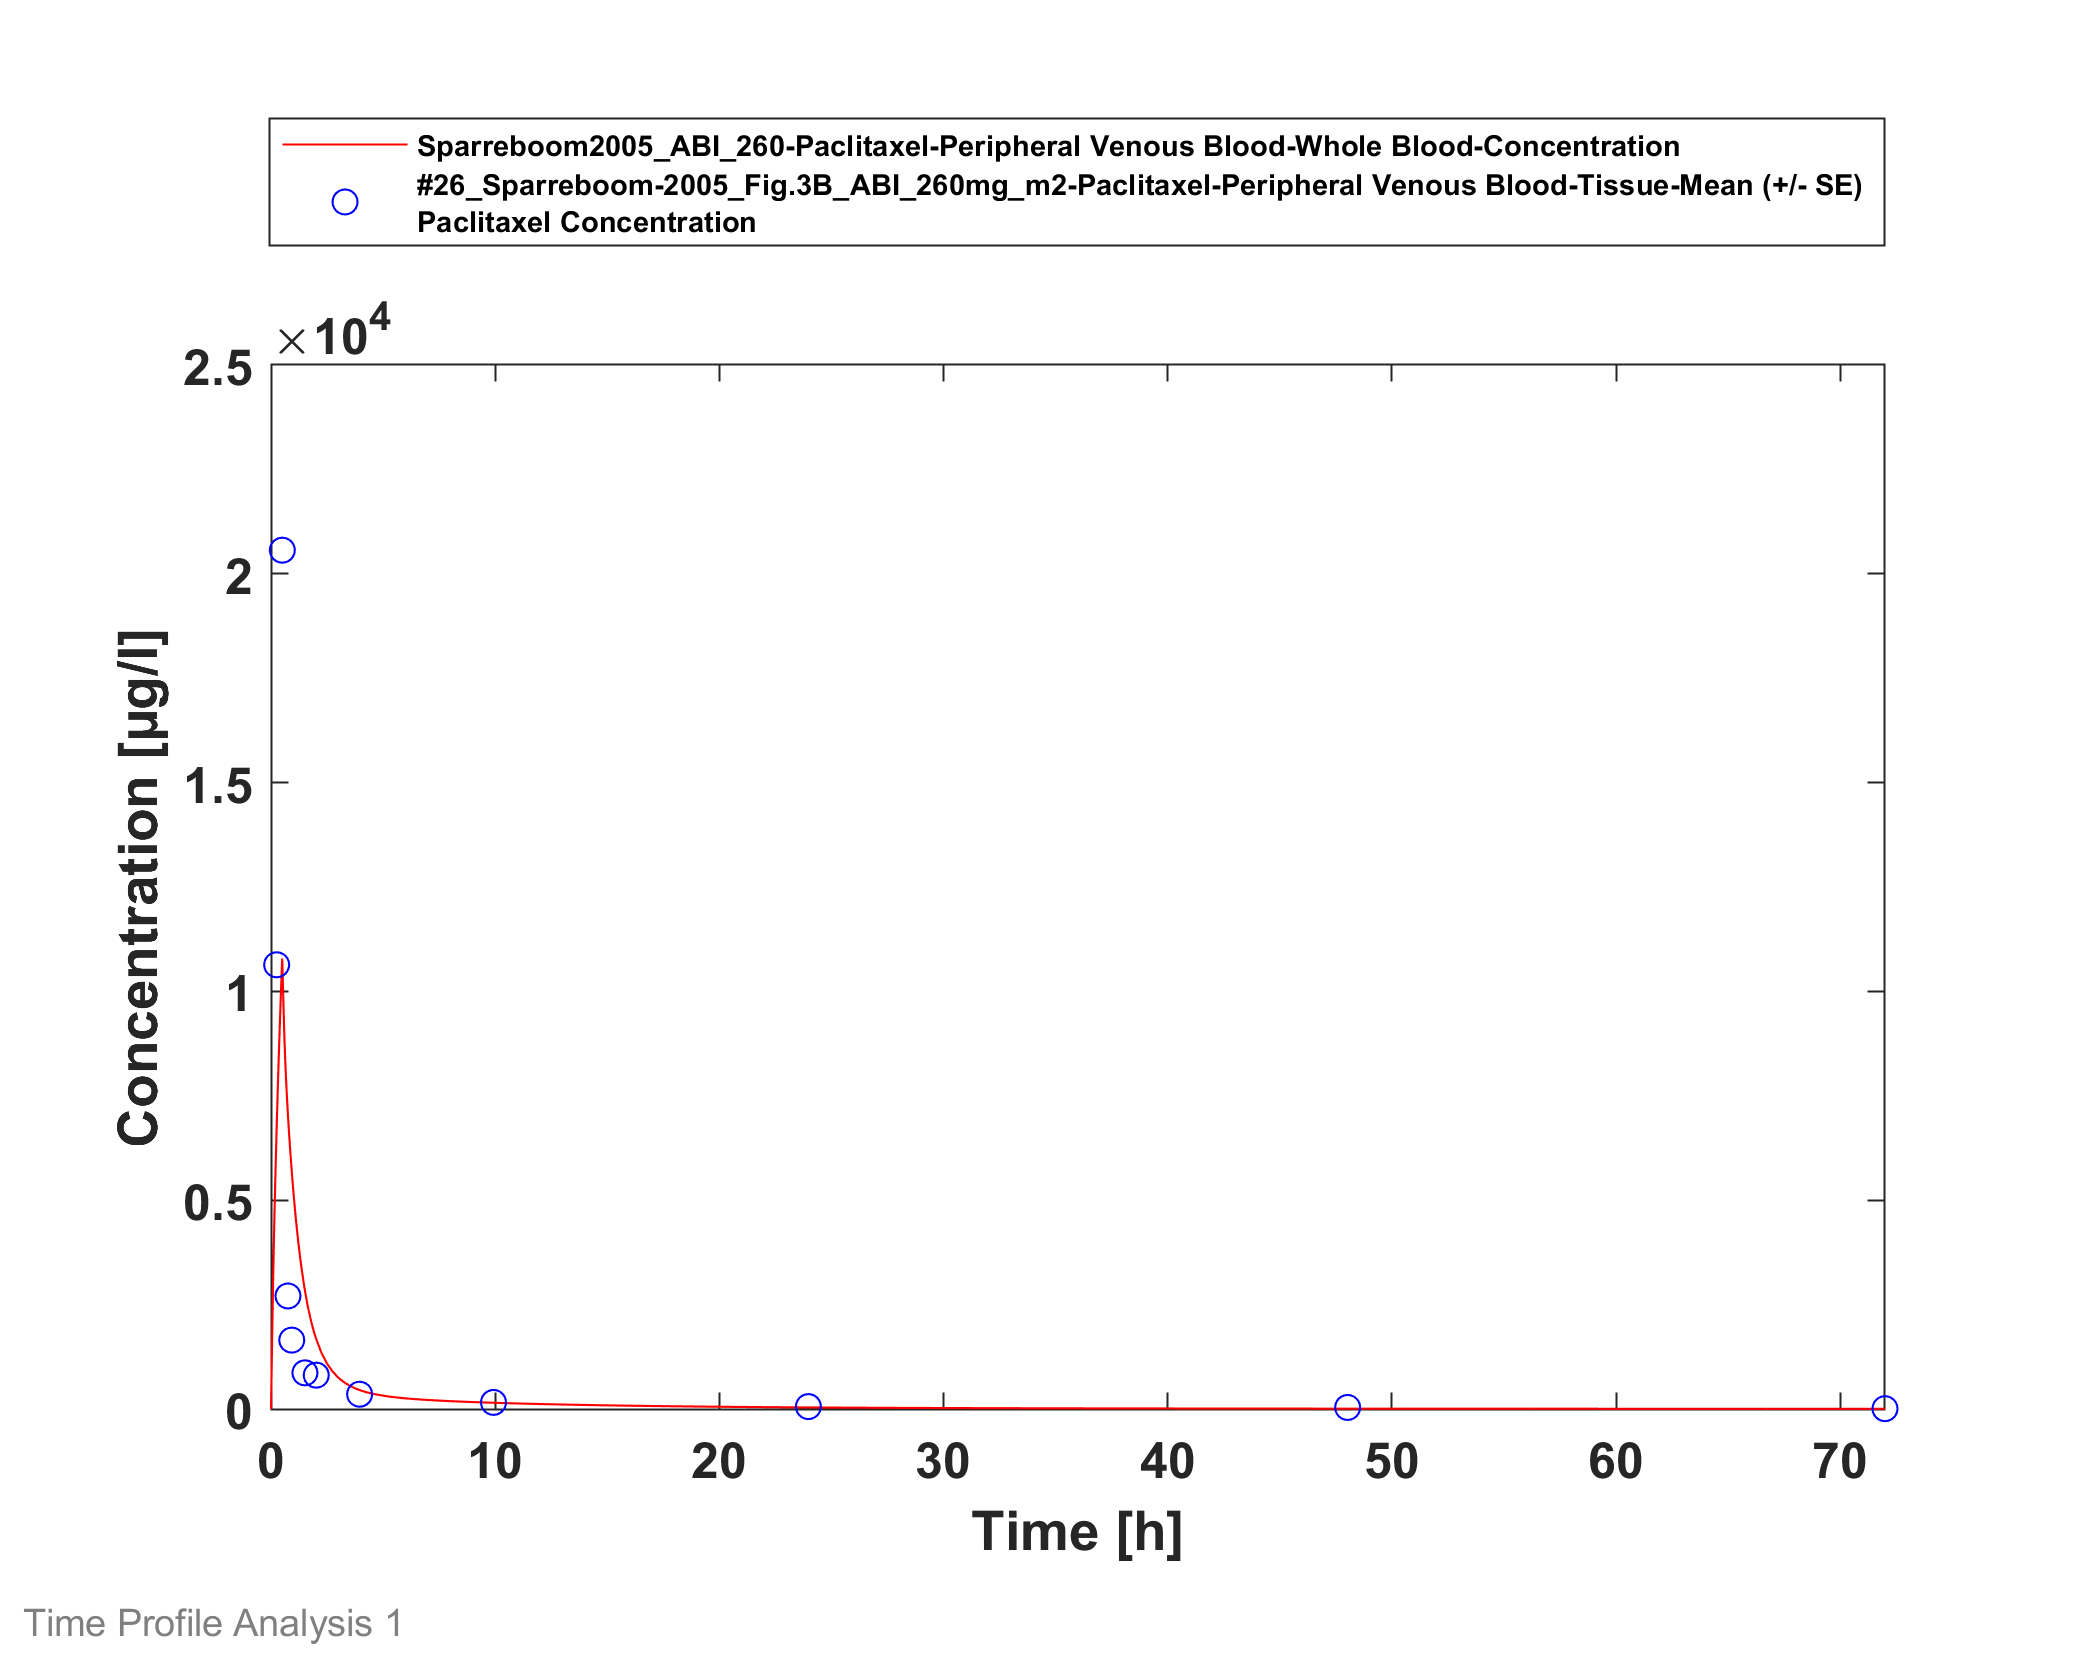 Sparreboom2005_ABI_260-Paclitaxel-Peripheral Venous Blood-Whole Blood-Concentration
#26_Sparreboom-2005_Fig.3B_ABI_260mg_m2-Paclitaxel-Peripheral Venous Blood-Tissue-Mean (+/- SE)
Paclitaxel Concentration
×10⁴
2.5
2
1.5
1
0.5
0
Concentration [µg/l]
0 10 20 30 40 50 60 70
Time [h]
Time Profile Analysis 1